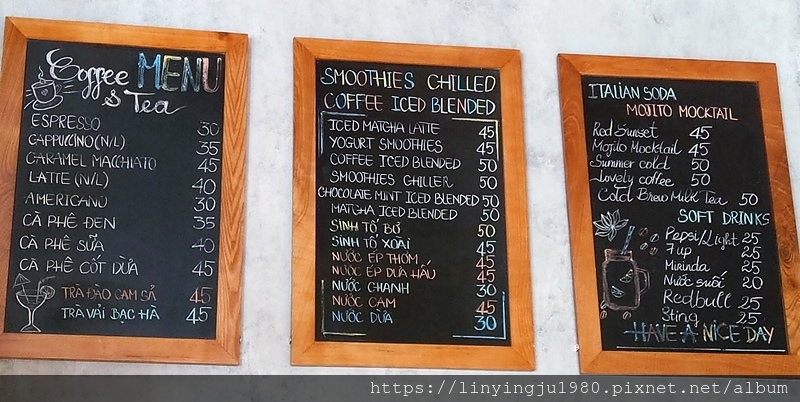 Coffee MENU
& Tea
ESPRESSO 30
CAPPUCCINO (N/L) 35
CARAMEL MACCHIATO 45
LATTE (N/L) 40
AMERICANO 30
CÀ PHÊ ĐEN 35
CÀ PHÊ SỮA 40
CÀ PHÊ CỐT DỪA 45
TRÀ ĐÀO CAM SẢ 45
TRÀ VẢI BẠC HÀ 45
SMOOTHIES CHILLED
COFFEE ICED BLENDED
ICED MATCHA LATTE 45
YOGURT SMOOTHIES 45
COFFEE ICED BLENDED 50
SMOOTHIES CHILLER 50
CHOCOLATE MINT ICED BLENDED 50
MATCHA ICED BLENDED 50
SINH TỐ BƠ 50
SINH TỐ XOÀI 45
NƯỚC ÉP THƠM 45
NƯỚC ÉP DƯA HẤU 45
NƯỚC CHANH 30
NƯỚC CAM 45
NƯỚC DỪA 30
ITALIAN SODA
MOJITO MOCKTAIL
Red Sunset 45
Mojito Mocktail 45
Summer cold 50
Lovely coffee 50
Cold Brew Milk Tea 50
SOFT DRINKS
Pepsi/Light 25
7 up 25
Mirinda 25
Nước suối 20
Redbull 25
Sting 25
HAVE A NICE DAY
https://linyingju1980.pixnet.net/album